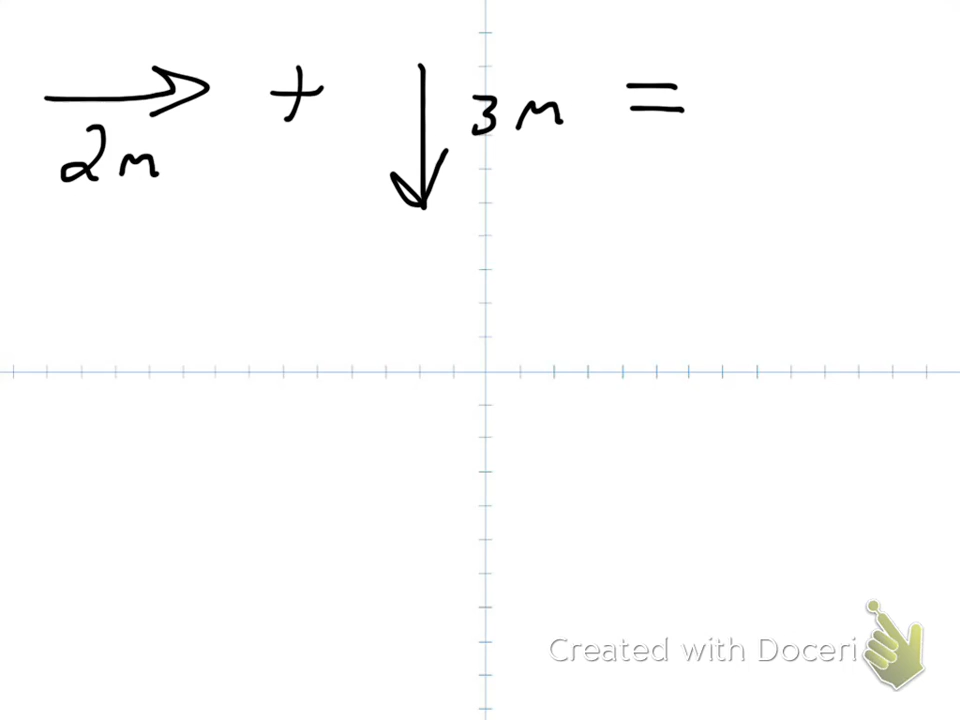 + 3m =
2m
Created with Doceri